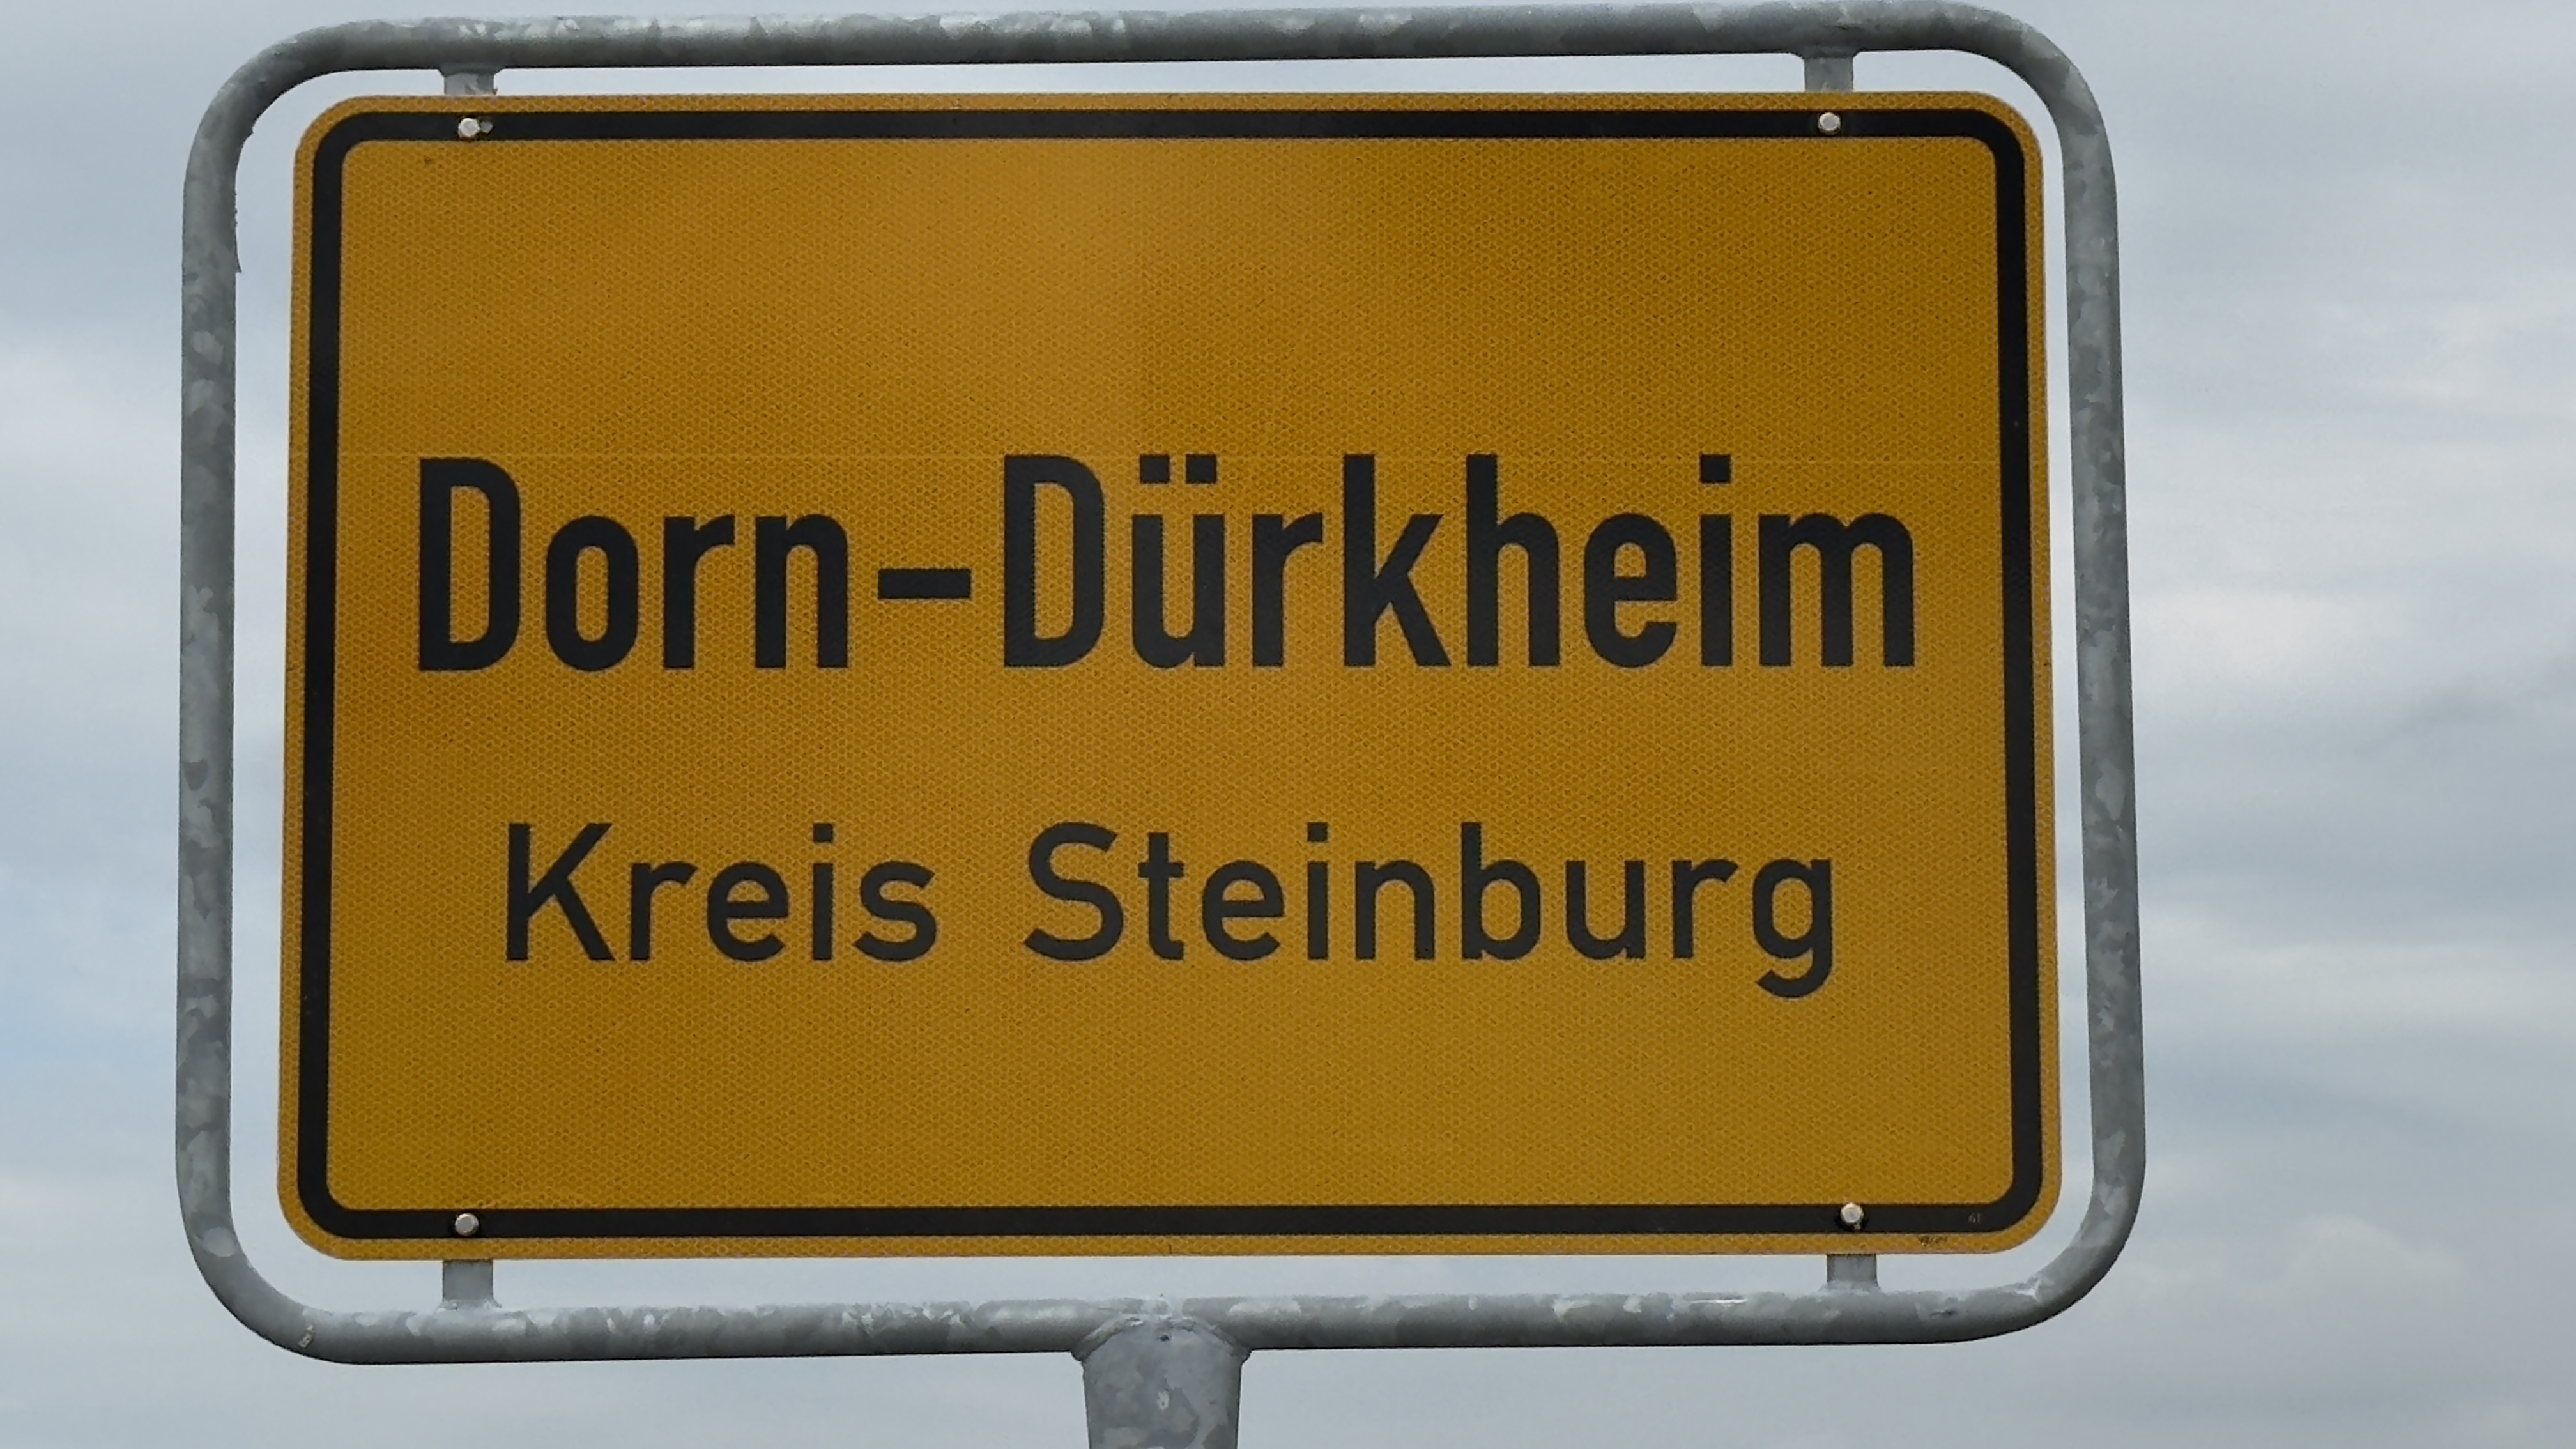 Dorn-Dürkheim
Kreis Steinburg